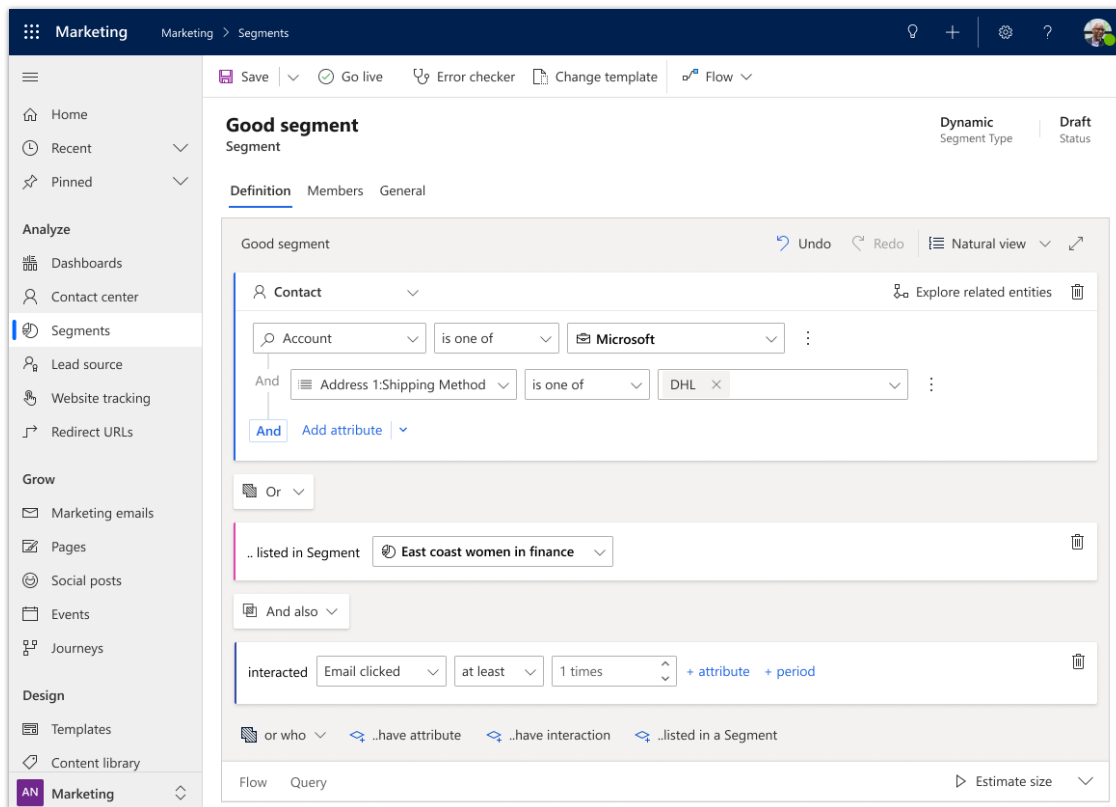 Marketing Marketing > Segments
Save Go live Error checker Change template Flow
Home
Recent
Pinned
Analyze
Dashboards
Contact center
Segments
Lead source
Website tracking
Redirect URLs
Grow
Marketing emails
Pages
Social posts
Events
Journeys
Design
Templates
Content library
AN Marketing
Good segment
Segment
Dynamic
Segment Type
Draft
Status
Definition Members General
Good segment Undo Redo Natural view
Contact Explore related entities
Account is one of Microsoft
And Address 1:Shipping Method is one of DHL
And Add attribute
Or
.. listed in Segment East coast women in finance
And also
interacted Email clicked at least 1 times + attribute + period
or who ..have attribute ..have interaction ..listed in a Segment
Flow Query Estimate size